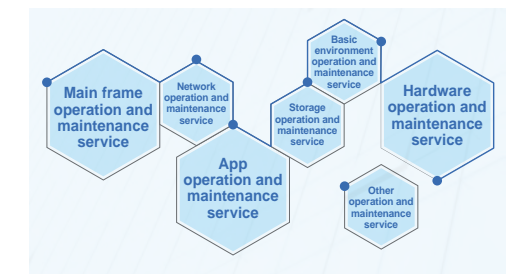 Main frame
operation and
maintenance
service
Network
operation and
maintenance
service
App
operation and
maintenance
service
Basic
environment
operation and
maintenance
service
Storage
operation and
maintenance
service
Hardware
operation and
maintenance
service
Other
operation and
maintenance
service